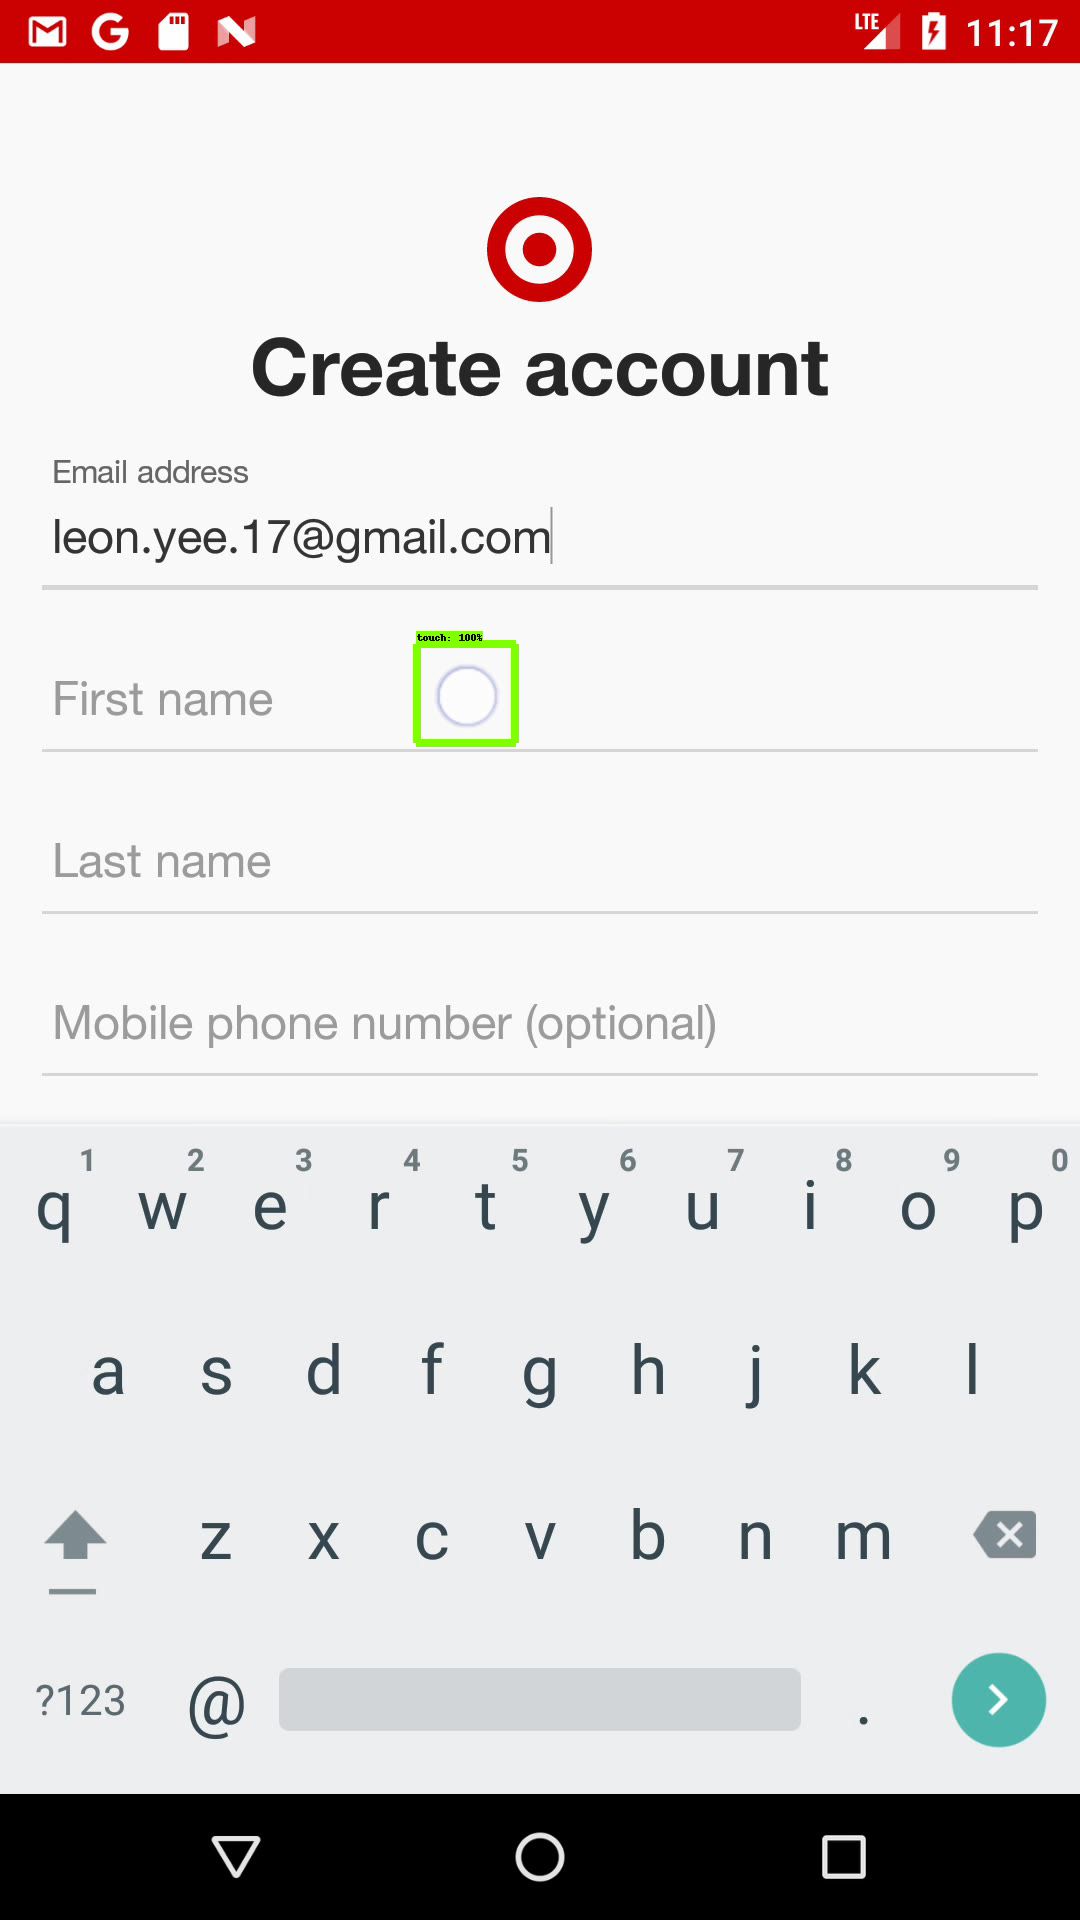 LTE 11:17
Create account
Email address
leon.yee.17@gmail.com
touch: 100%
First name
Last name
Mobile phone number (optional)
1 2 3 4 5 6 7 8 9 0
q w e r t y u i o p
a s d f g h j k l
z x c v b n m
?123 @ .